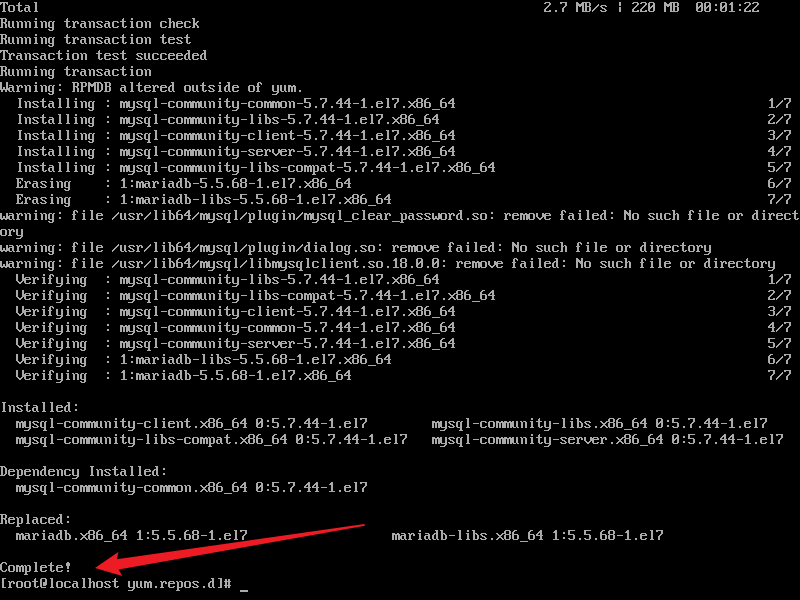 Total 2.7 MB/s | 220 MB 00:01:22
Running transaction check
Running transaction test
Transaction test succeeded
Running transaction
Warning: RPMDB altered outside of yum.
Installing : mysql-community-common-5.7.44-1.el7.x86_64 1/7
Installing : mysql-community-libs-5.7.44-1.el7.x86_64 2/7
Installing : mysql-community-client-5.7.44-1.el7.x86_64 3/7
Installing : mysql-community-server-5.7.44-1.el7.x86_64 4/7
Installing : mysql-community-libs-compat-5.7.44-1.el7.x86_64 5/7
Erasing : 1:mariadb-5.5.68-1.el7.x86_64 6/7
Erasing : 1:mariadb-libs-5.5.68-1.el7.x86_64 7/7
warning: file /usr/lib64/mysql/plugin/mysql_clear_password.so: remove failed: No such file or direct
ory
warning: file /usr/lib64/mysql/plugin/dialog.so: remove failed: No such file or directory
warning: file /usr/lib64/mysql/libmysqlclient.so.18.0.0: remove failed: No such file or directory
Verifying : mysql-community-libs-5.7.44-1.el7.x86_64 1/7
Verifying : mysql-community-libs-compat-5.7.44-1.el7.x86_64 2/7
Verifying : mysql-community-client-5.7.44-1.el7.x86_64 3/7
Verifying : mysql-community-common-5.7.44-1.el7.x86_64 4/7
Verifying : mysql-community-server-5.7.44-1.el7.x86_64 5/7
Verifying : 1:mariadb-libs-5.5.68-1.el7.x86_64 6/7
Verifying : 1:mariadb-5.5.68-1.el7.x86_64 7/7
Installed:
mysql-community-client.x86_64 0:5.7.44-1.el7 mysql-community-libs.x86_64 0:5.7.44-1.el7
mysql-community-libs-compat.x86_64 0:5.7.44-1.el7 mysql-community-server.x86_64 0:5.7.44-1.el7
Dependency Installed:
mysql-community-common.x86_64 0:5.7.44-1.el7
Replaced:
mariadb.x86_64 1:5.5.68-1.el7 mariadb-libs.x86_64 1:5.5.68-1.el7
Complete!
[root@localhost yum.repos.d]# _